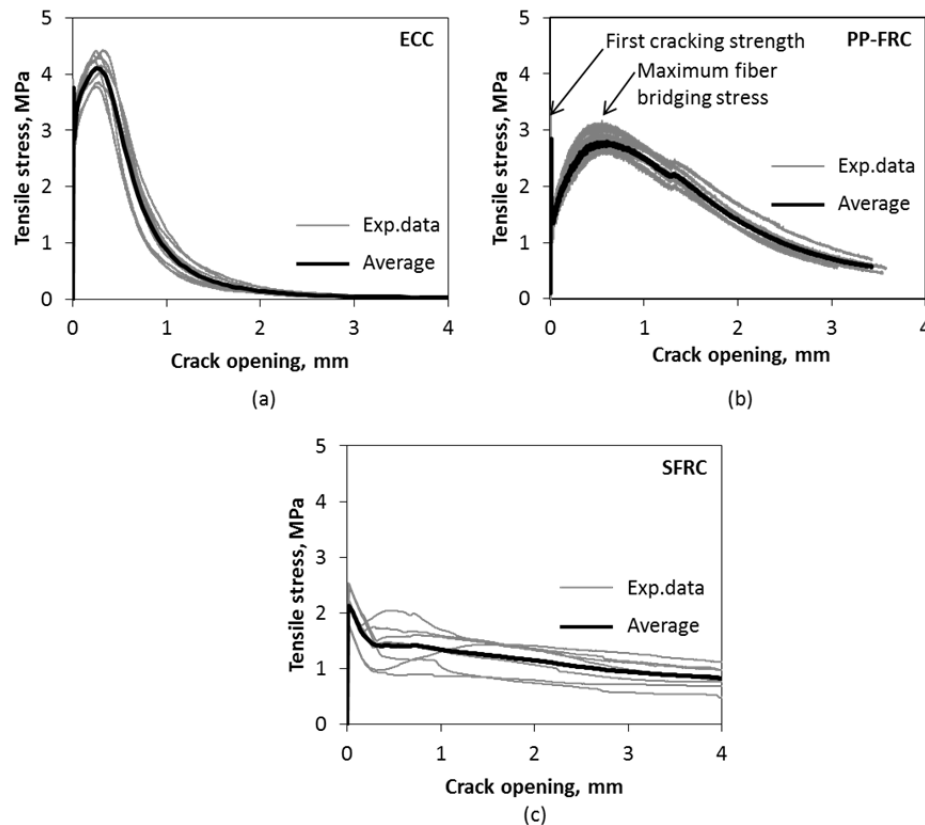 ECC
5
4
3
2
1
0
Tensile stress, MPa
Exp.data
Average
0 1 2 3 4
Crack opening, mm
(a)
PP-FRC
First cracking strength
Maximum fiber
bridging stress
5
4
3
2
1
0
Tensile stress, MPa
Exp.data
Average
0 1 2 3 4
Crack opening, mm
(b)
SFRC
5
4
3
2
1
0
Tensile stress, MPa
Exp.data
Average
0 1 2 3 4
Crack opening, mm
(c)